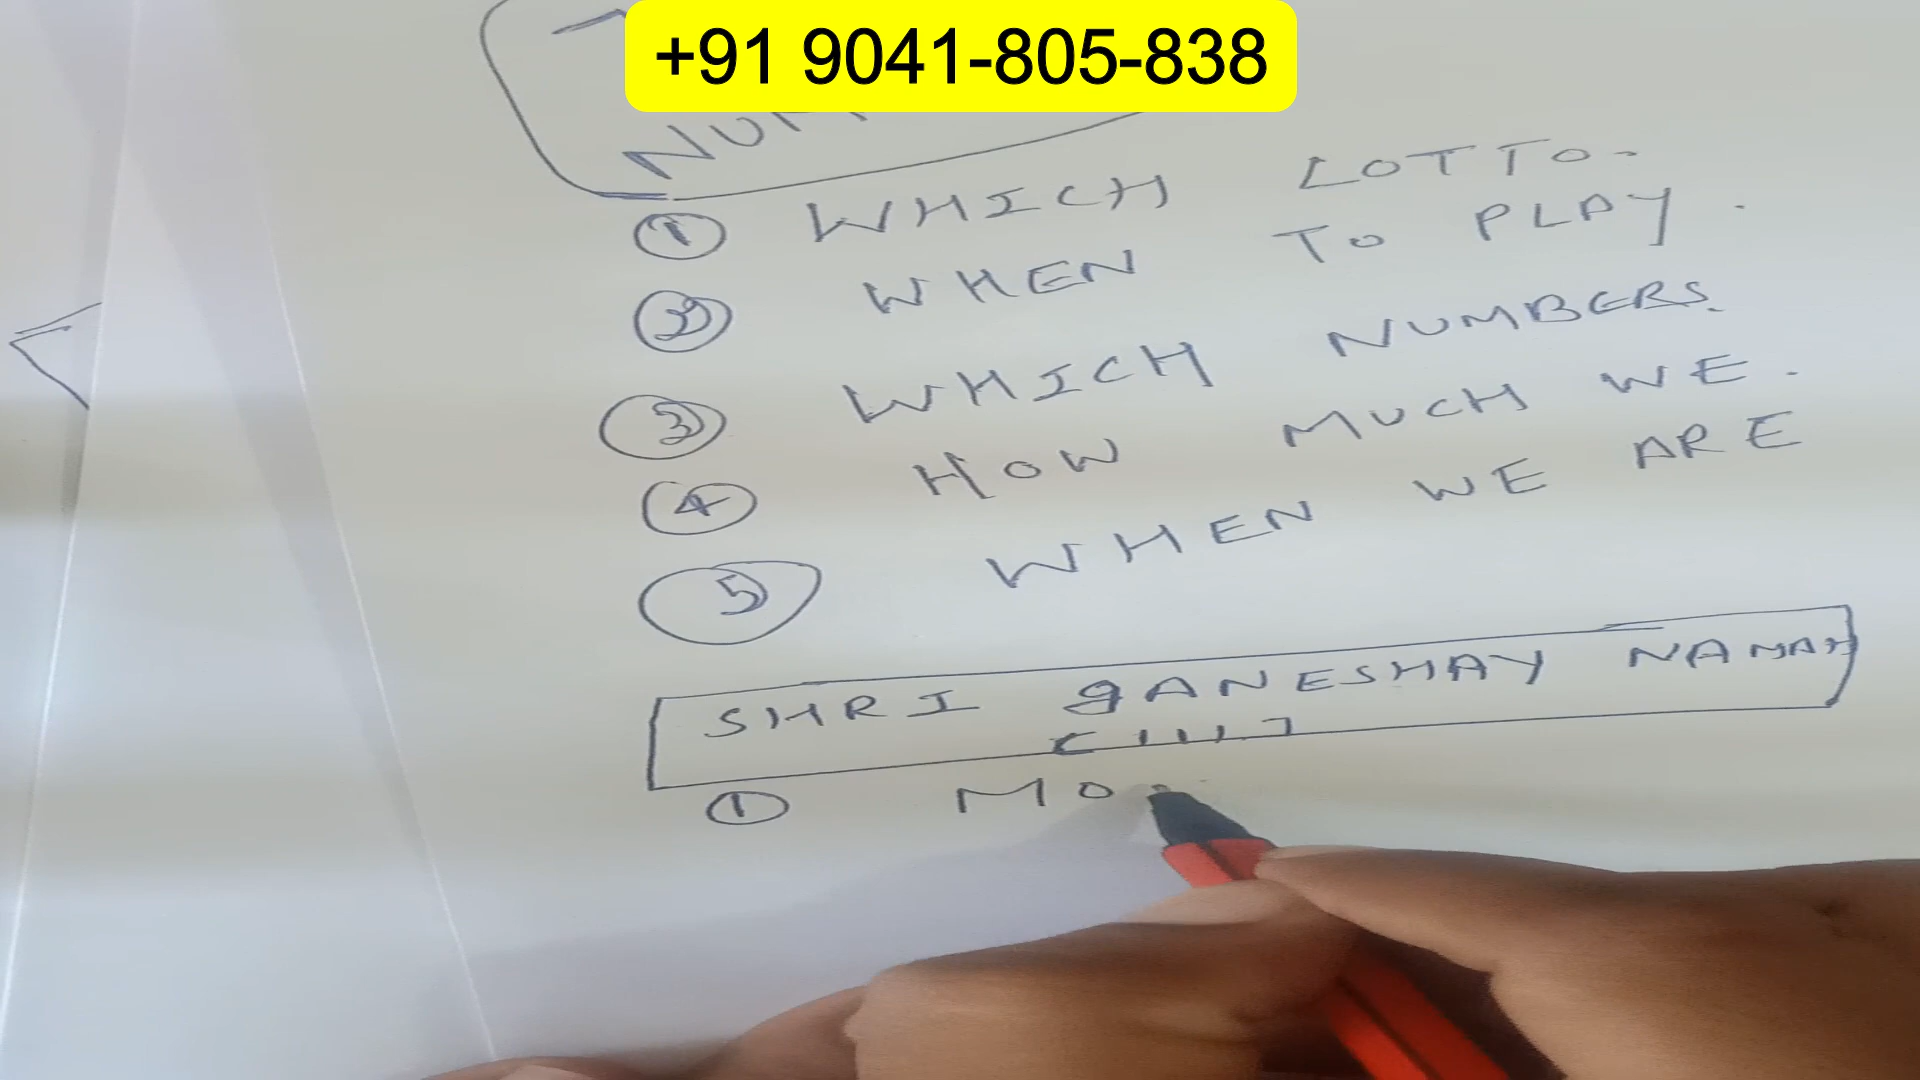 +91 9041-805-838
① WHICH LOTTO.
② WHEN TO PLAY.
③ WHICH NUMBERS.
④ HOW MUCH WE.
⑤ WHEN WE ARE
SHRI GANESHAY NAMAH
① MO